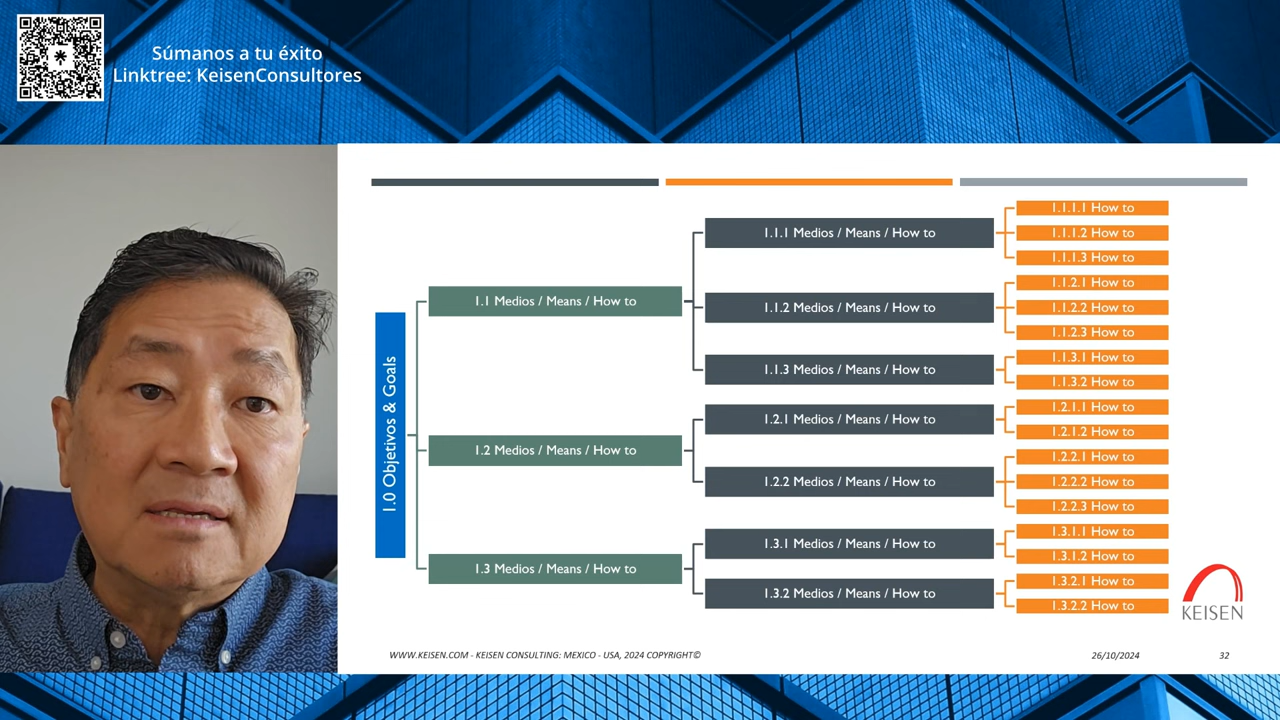 Súmanos a tu éxito
Linktree: KeisenConsultores
1.0 Objetivos & Goals
1.1 Medios / Means / How to
1.2 Medios / Means / How to
1.3 Medios / Means / How to
1.1.1 Medios / Means / How to
1.1.2 Medios / Means / How to
1.1.3 Medios / Means / How to
1.2.1 Medios / Means / How to
1.2.2 Medios / Means / How to
1.3.1 Medios / Means / How to
1.3.2 Medios / Means / How to
1.1.1.1 How to
1.1.1.2 How to
1.1.1.3 How to
1.1.2.1 How to
1.1.2.2 How to
1.1.2.3 How to
1.1.3.1 How to
1.1.3.2 How to
1.2.1.1 How to
1.2.1.2 How to
1.2.2.1 How to
1.2.2.2 How to
1.2.2.3 How to
1.3.1.1 How to
1.3.1.2 How to
1.3.2.1 How to
1.3.2.2 How to
KEISEN
WWW.KEISEN.COM - KEISEN CONSULTING: MEXICO - USA, 2024 COPYRIGHT©
26/10/2024
32